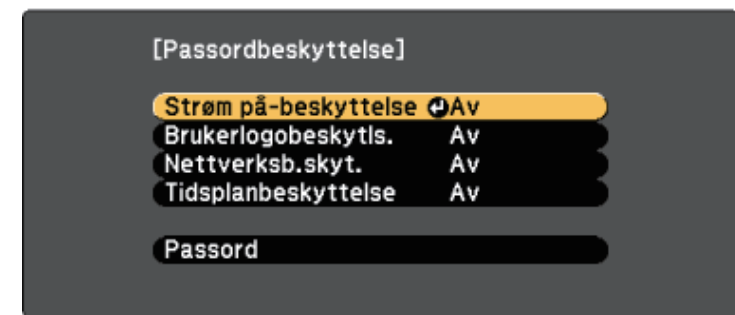 [Passordbeskyttelse]
Strøm på-beskyttelse Av
Brukerlogobeskytls. Av
Nettverksb.skyt. Av
Tidsplanbeskyttelse Av
Passord